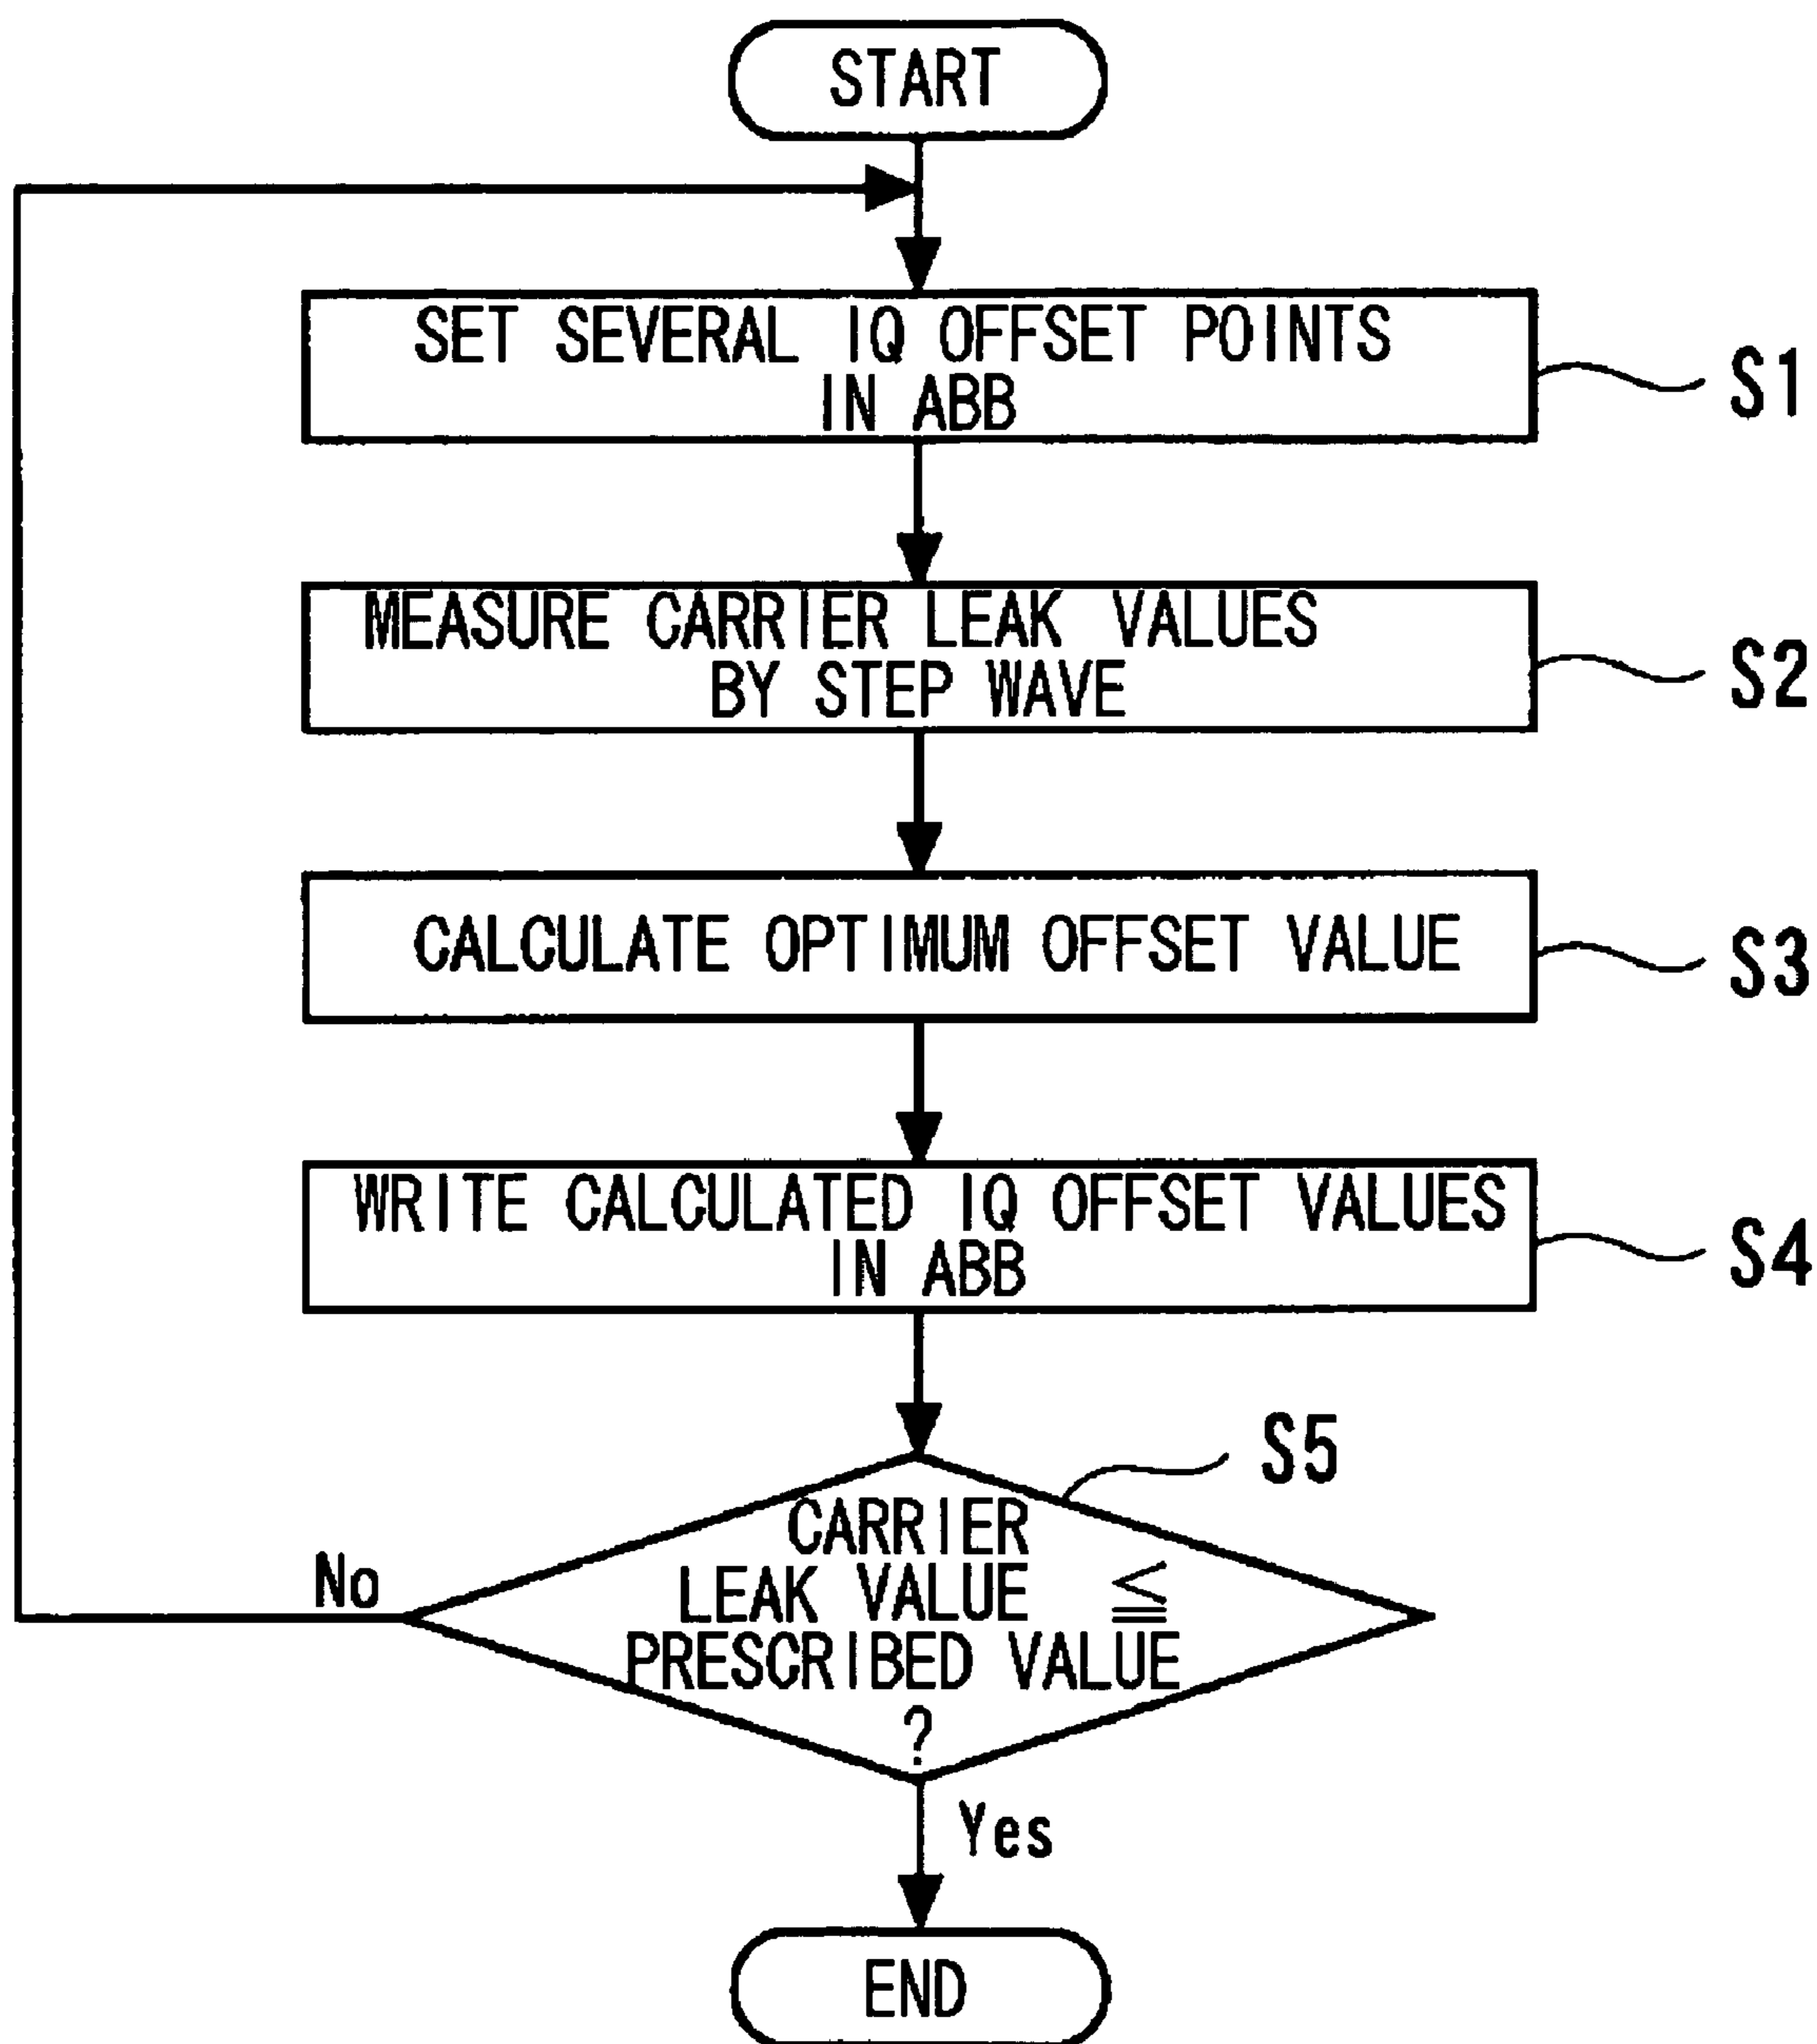 START
SET SEVERAL IQ OFFSET POINTS
IN ABB
S1
MEASURE CARRIER LEAK VALUES
BY STEP WAVE
S2
CALCULATE OPTIMUM OFFSET VALUE
S3
WRITE CALCULATED IQ OFFSET VALUES
IN ABB
S4
S5
CARRIER
LEAK VALUE ≦
PRESCRIBED VALUE
?
No
Yes
END